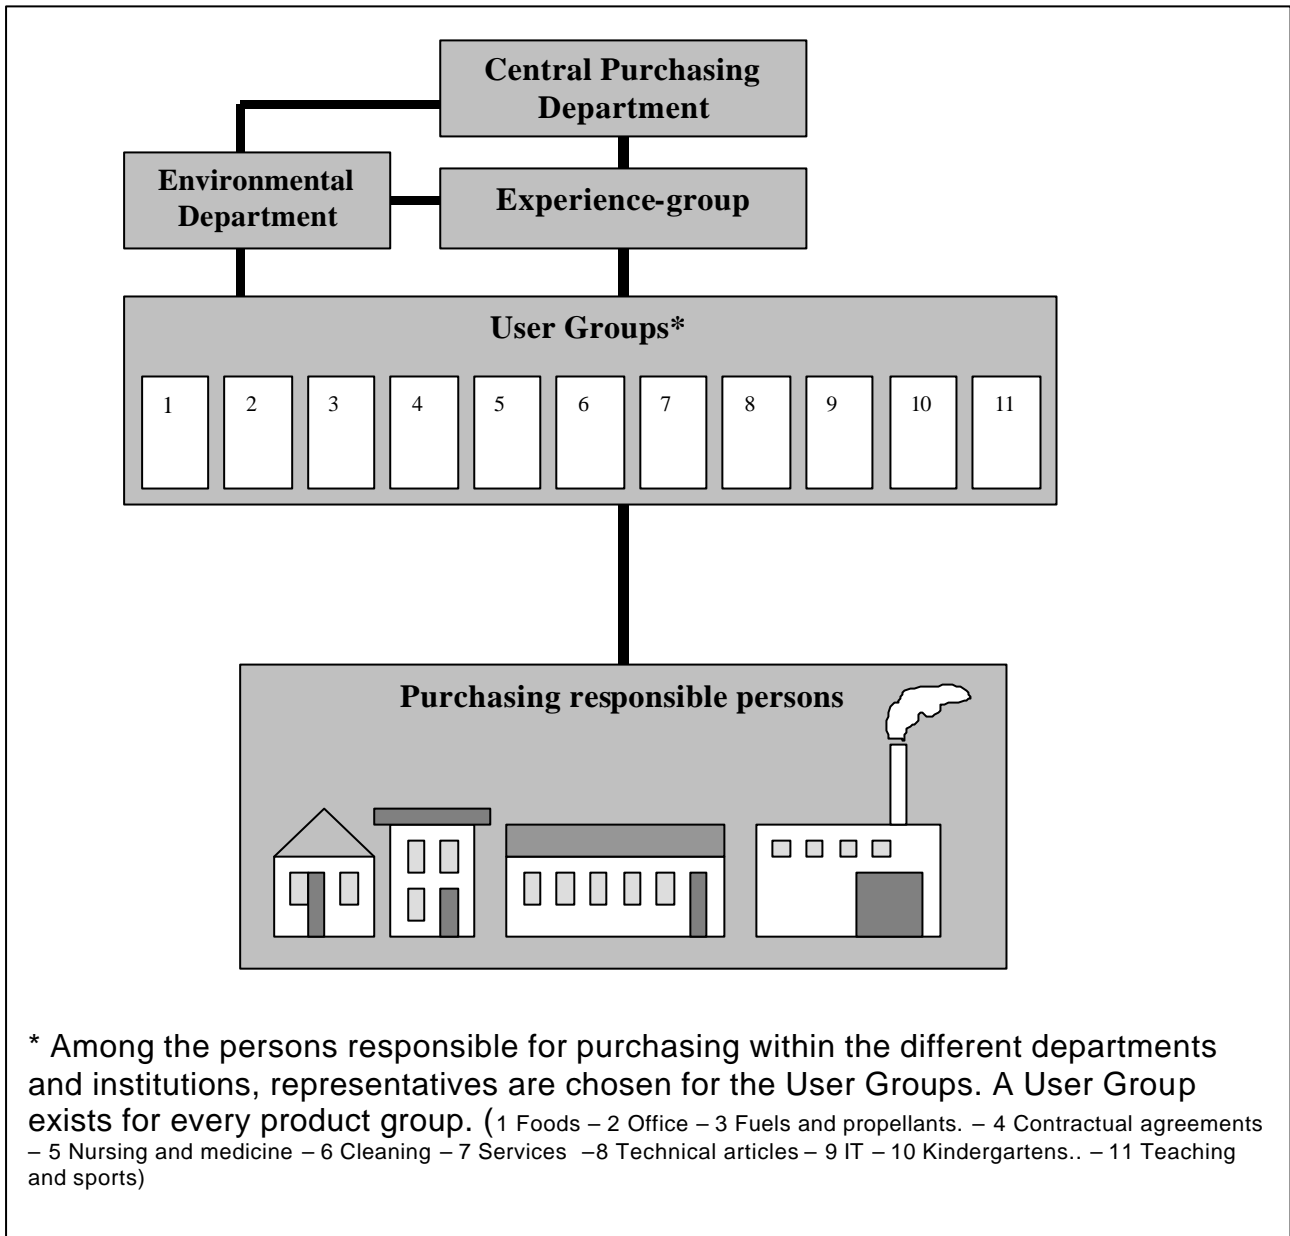 Central Purchasing
Department
Environmental
Department
Experience-group
User Groups*
1 2 3 4 5 6 7 8 9 10 11
Purchasing responsible persons
* Among the persons responsible for purchasing within the different departments
and institutions, representatives are chosen for the User Groups. A User Group
exists for every product group. (1 Foods – 2 Office – 3 Fuels and propellants. – 4 Contractual agreements
– 5 Nursing and medicine – 6 Cleaning – 7 Services –8 Technical articles – 9 IT – 10 Kindergartens.. – 11 Teaching
and sports)